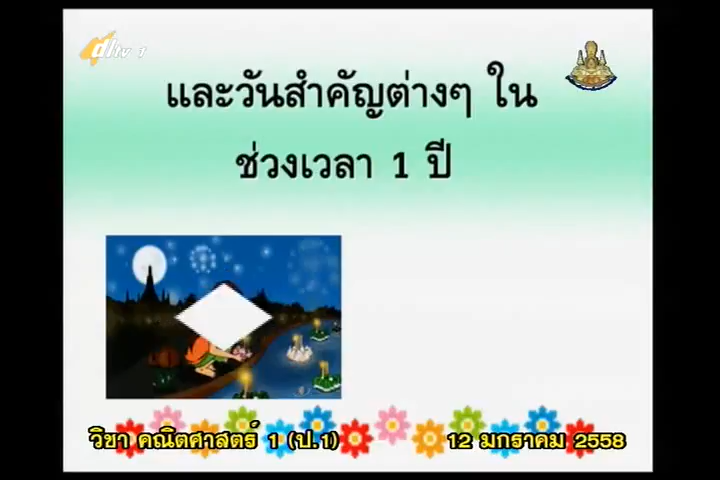 dltv 1
และวันสำคัญต่างๆ ใน
ช่วงเวลา 1 ปี
วิชา คณิตศาสตร์ 1 (ป.1)
12 มกราคม 2558